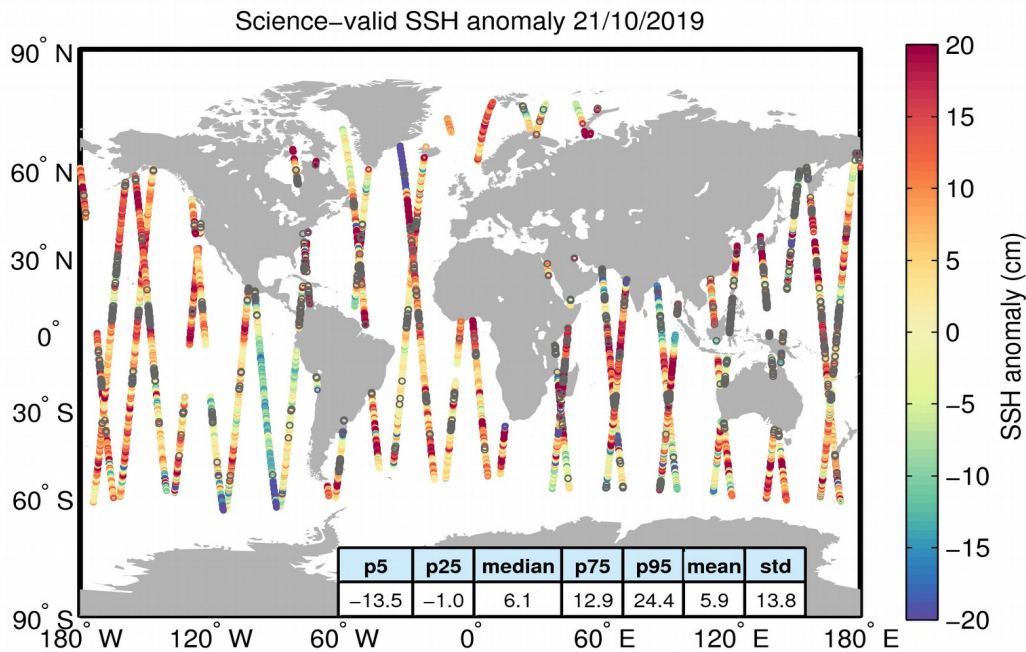 Science−valid SSH anomaly 21/10/2019
90° N
60° N
30° N
0°
30° S
60° S
90° S
180° W
120° W
60° W
0°
60° E
120° E
180° E
p5 p25 median p75 p95 mean std
−13.5 −1.0 6.1 12.9 24.4 5.9 13.8
20
15
10
5
0
−5
−10
−15
−20
SSH anomaly (cm)